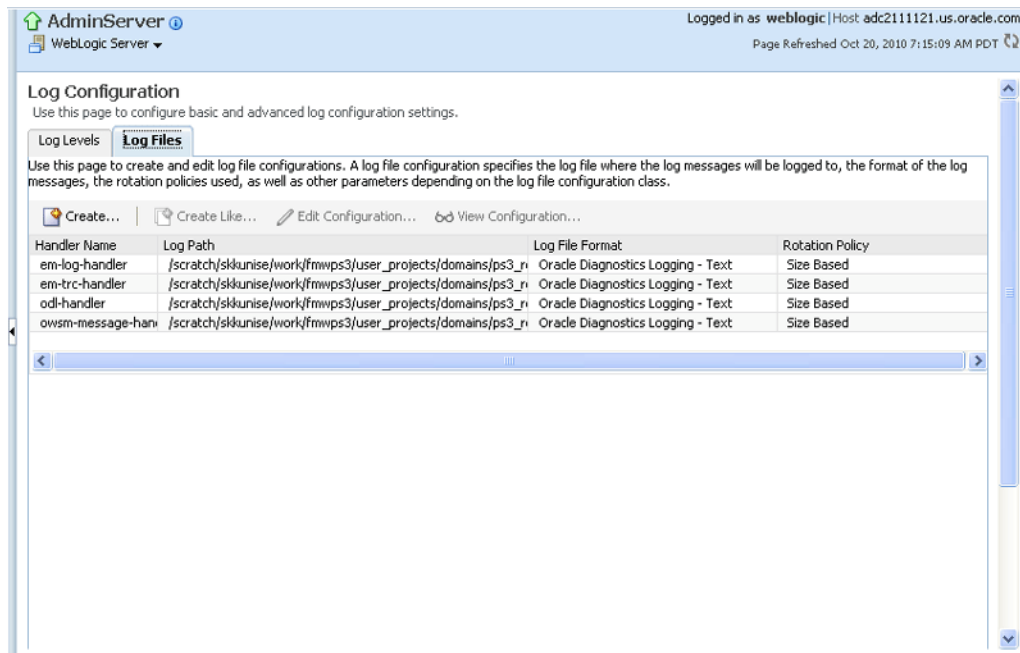 AdminServer
Logged in as weblogic|Host adc2111121.us.oracle.com
WebLogic Server
Page Refreshed Oct 20, 2010 7:15:09 AM PDT
Log Configuration
Use this page to configure basic and advanced log configuration settings.
Log Levels Log Files
Use this page to create and edit log file configurations. A log file configuration specifies the log file where the log messages will be logged to, the format of the log
messages, the rotation policies used, as well as other parameters depending on the log file configuration class.
Create... Create Like... Edit Configuration... View Configuration...
Handler Name Log Path Log File Format Rotation Policy
em-log-handler /scratch/skkunise/work/fmwps3/user_projects/domains/ps3_r Oracle Diagnostics Logging - Text Size Based
em-trc-handler /scratch/skkunise/work/fmwps3/user_projects/domains/ps3_r Oracle Diagnostics Logging - Text Size Based
odl-handler /scratch/skkunise/work/fmwps3/user_projects/domains/ps3_r Oracle Diagnostics Logging - Text Size Based
owsm-message-han /scratch/skkunise/work/fmwps3/user_projects/domains/ps3_r Oracle Diagnostics Logging - Text Size Based